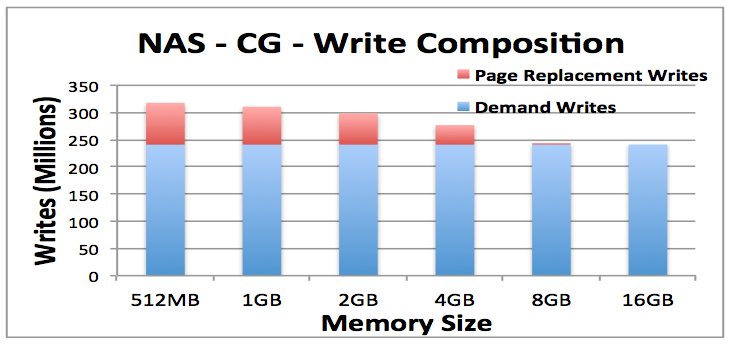 NAS - CG - Write Composition
Page Replacement Writes
Demand Writes
Writes (Millions)
350
300
250
200
150
100
50
0
512MB 1GB 2GB 4GB 8GB 16GB
Memory Size